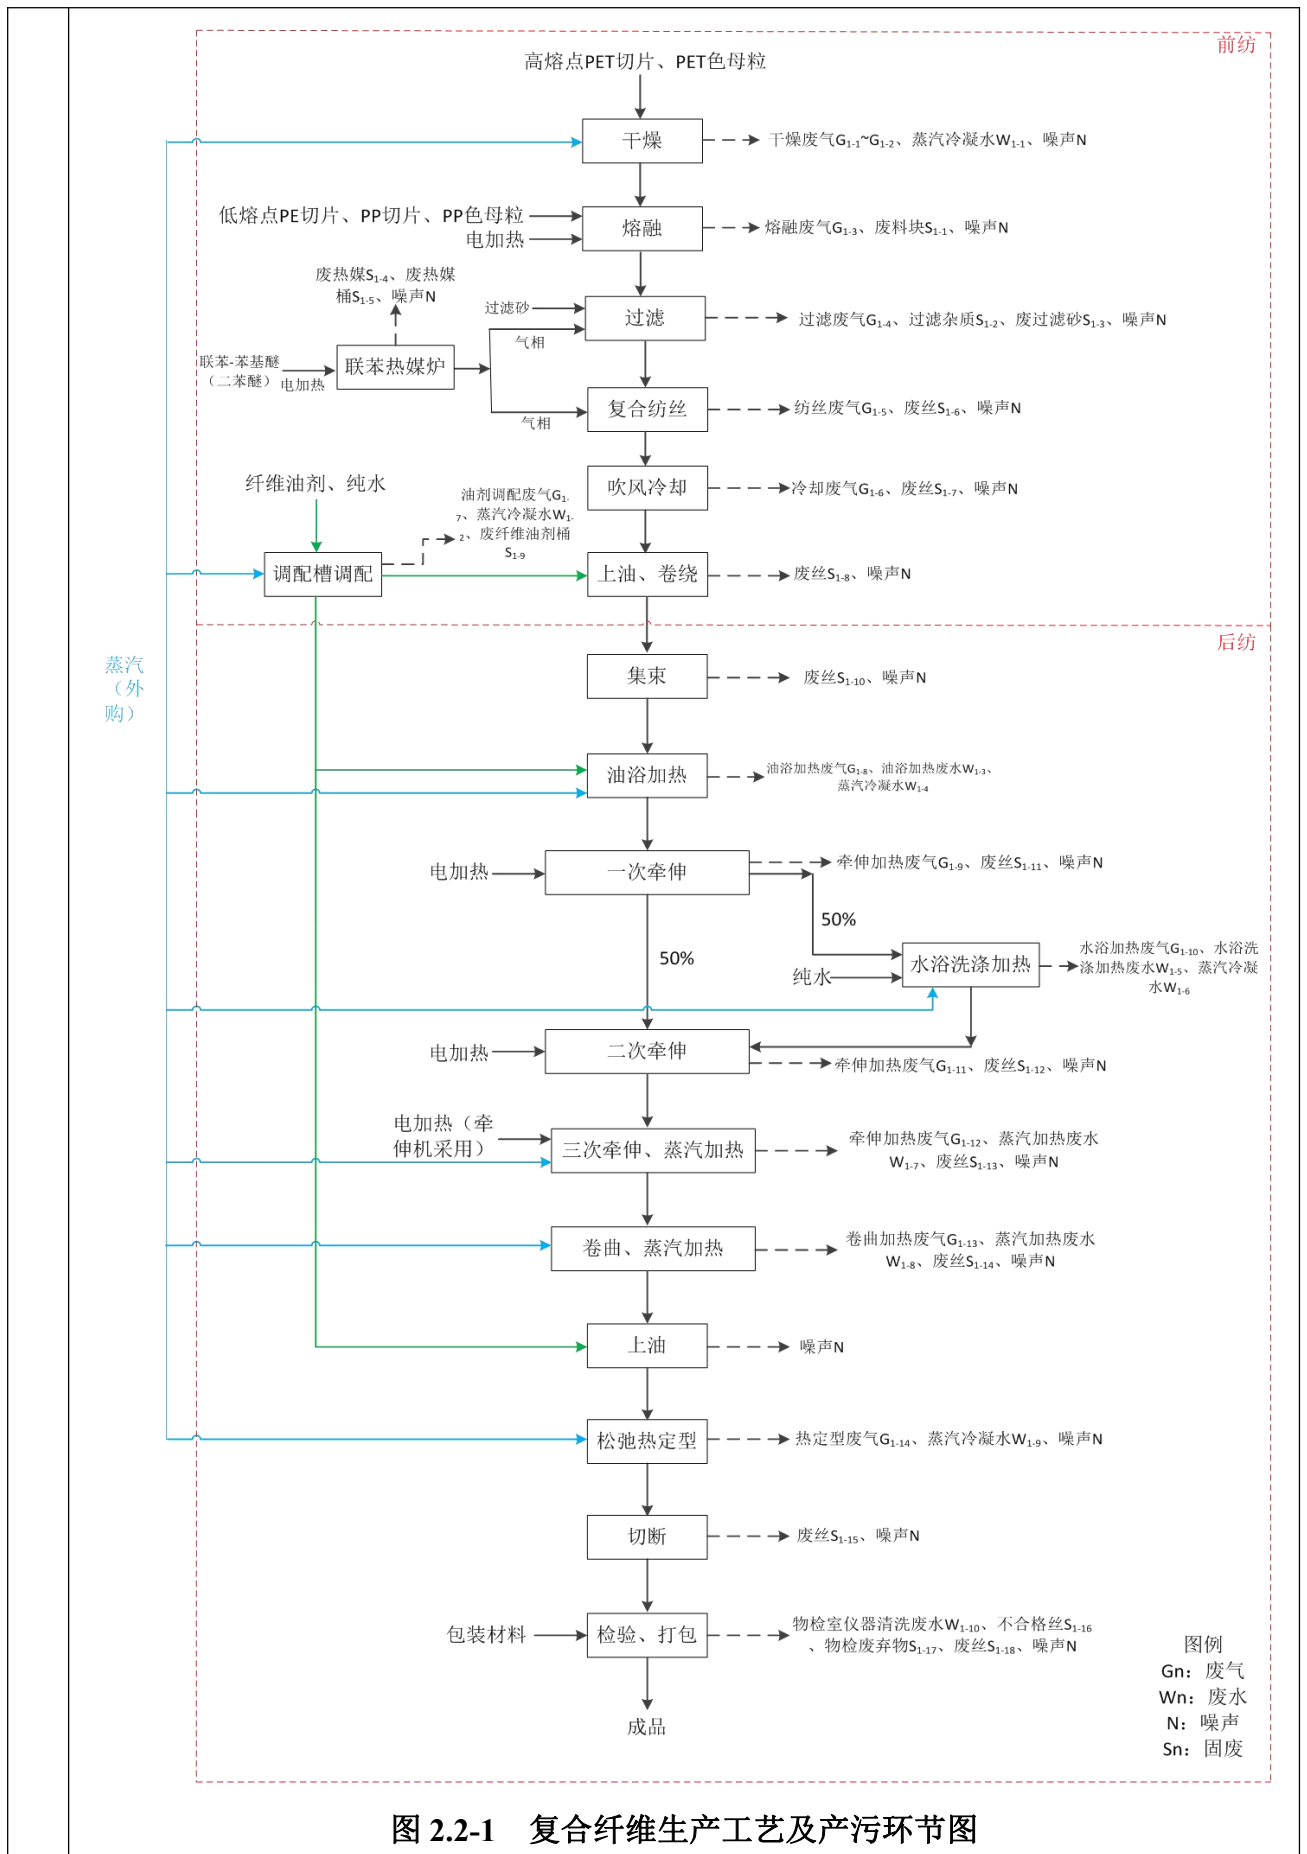 前纺
高熔点PET切片、PET色母粒
干燥
干燥废气G1-1~G1-2、蒸汽冷凝水W1-1、噪声N
低熔点PE切片、PP切片、PP色母粒
电加热
熔融
熔融废气G1-3、废料块S1-1、噪声N
废热媒S1-4、废热媒
桶S1-5、噪声N
过滤砂
过滤
过滤废气G1-4、过滤杂质S1-2、废过滤砂S1-3、噪声N
气相
联苯-苯基醚
（二苯醚）
电加热
联苯热媒炉
复合纺丝
纺丝废气G1-5、废丝S1-6、噪声N
气相
纤维油剂、纯水
油剂调配废气G1-
7、蒸汽冷凝水W1-
2、废纤维油剂桶
S1-9
吹风冷却
冷却废气G1-6、废丝S1-7、噪声N
调配槽调配
上油、卷绕
废丝S1-8、噪声N
后纺
蒸汽
（外
购）
集束
废丝S1-10、噪声N
油浴加热
油浴加热废气G1-8、油浴加热废水W1-3、
蒸汽冷凝水W1-4
电加热
一次牵伸
牵伸加热废气G1-9、废丝S1-11、噪声N
50%
50%
纯水
水浴洗涤加热
水浴加热废气G1-10、水浴洗
涤加热废水W1-5、蒸汽冷凝
水W1-6
电加热
二次牵伸
牵伸加热废气G1-11、废丝S1-12、噪声N
电加热（牵
伸机采用）
三次牵伸、蒸汽加热
牵伸加热废气G1-12、蒸汽加热废水
W1-7、废丝S1-13、噪声N
卷曲、蒸汽加热
卷曲加热废气G1-13、蒸汽加热废水
W1-8、废丝S1-14、噪声N
上油
噪声N
松弛热定型
热定型废气G1-14、蒸汽冷凝水W1-9、噪声N
切断
废丝S1-15、噪声N
包装材料
检验、打包
物检室仪器清洗废水W1-10、不合格丝S1-16
、物检废弃物S1-17、废丝S1-18、噪声N
成品
图例
Gn：废气
Wn：废水
N：噪声
Sn：固废
图 2.2-1 复合纤维生产工艺及产污环节图